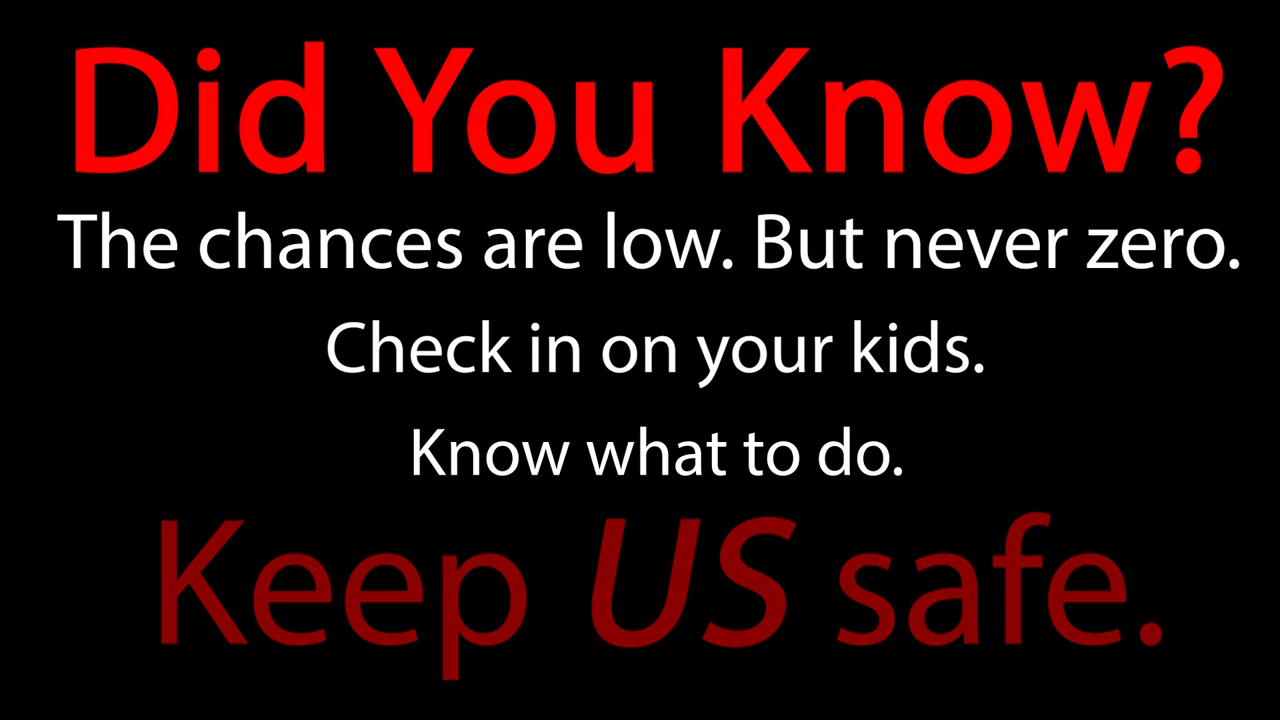 Did You Know?
The chances are low. But never zero.
Check in on your kids.
Know what to do.
Keep US safe.